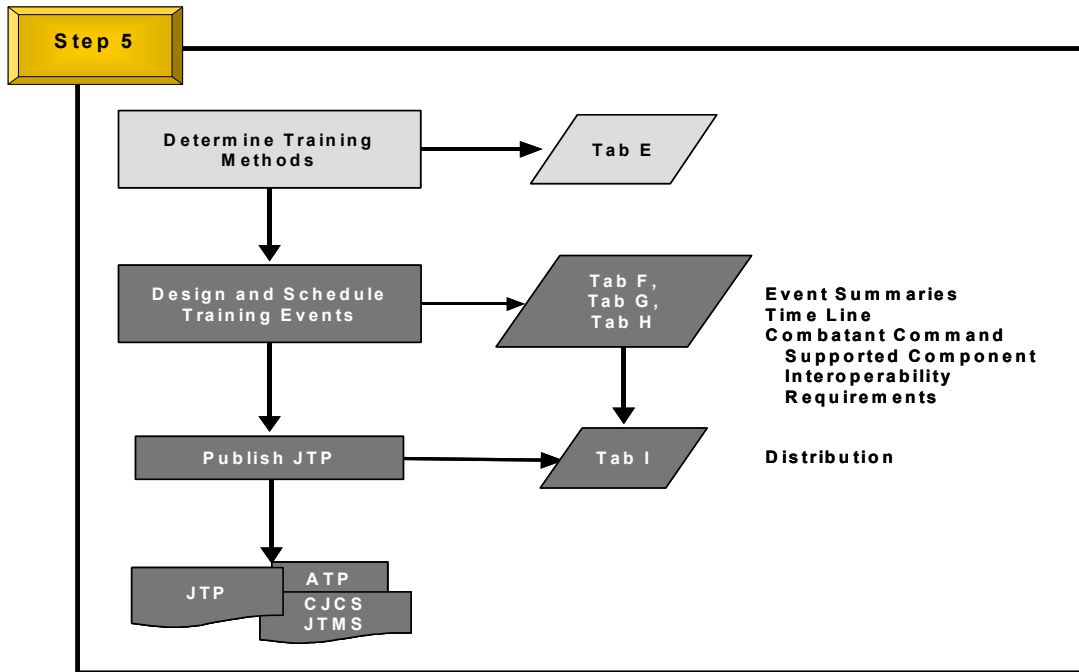 Step 5
Determine Training
Methods
Tab E
Design and Schedule
Training Events
Tab F,
Tab G,
Tab H
Event Summaries
Time Line
Combatant Command
Supported Component
Interoperability
Requirements
Publish JTP
Tab I
Distribution
JTP
ATP
CJCS
JTMS